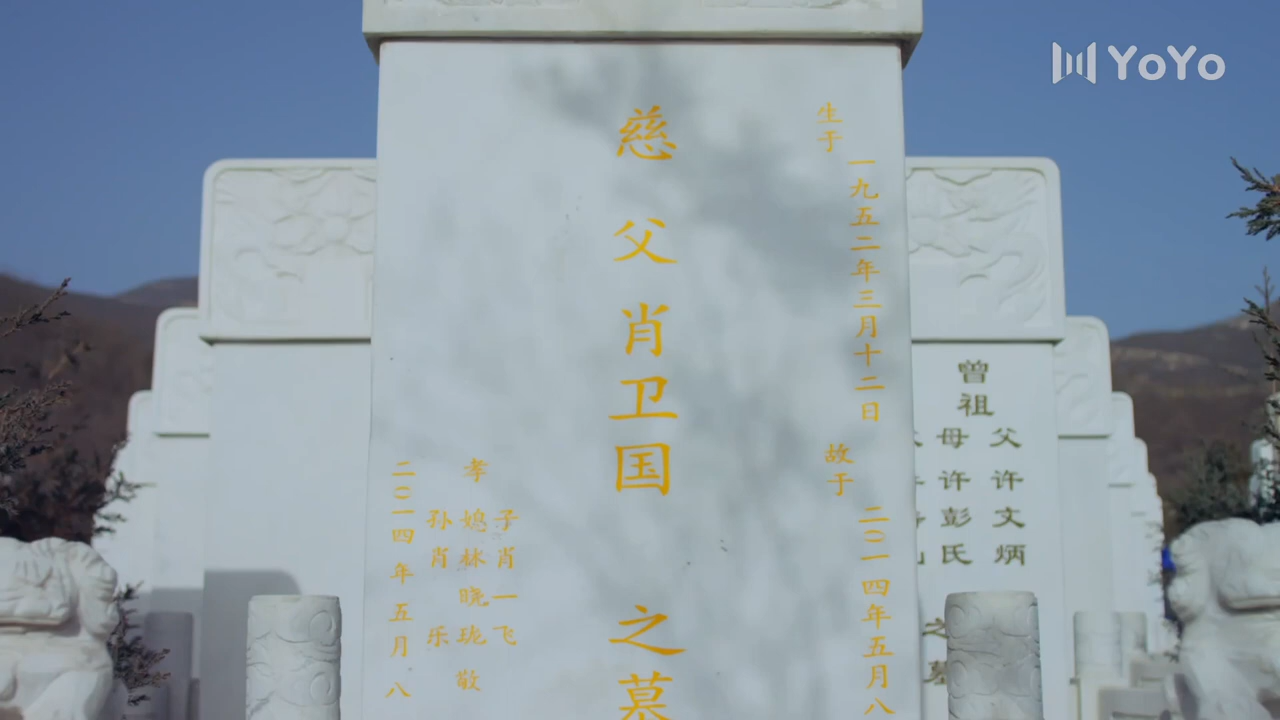 YoYo
生于
一九五二年三月十二日
故于
二〇一四年五月八
慈父肖卫国之墓
孝
子肖一飞
媳林晓珑
孙肖乐
敬
二〇一四年五月八
曾祖
父许文炳
母许彭氏
之墓